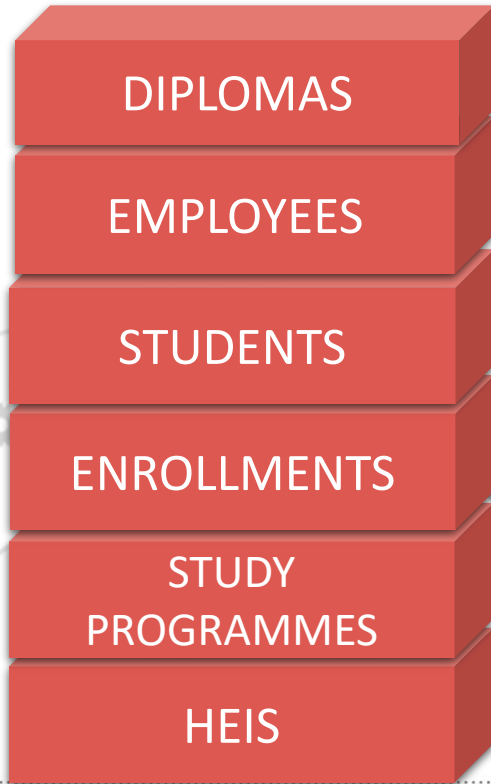 DIPLOMAS
EMPLOYEES
STUDENTS
ENROLLMENTS
STUDY
PROGRAMMES
HEIS